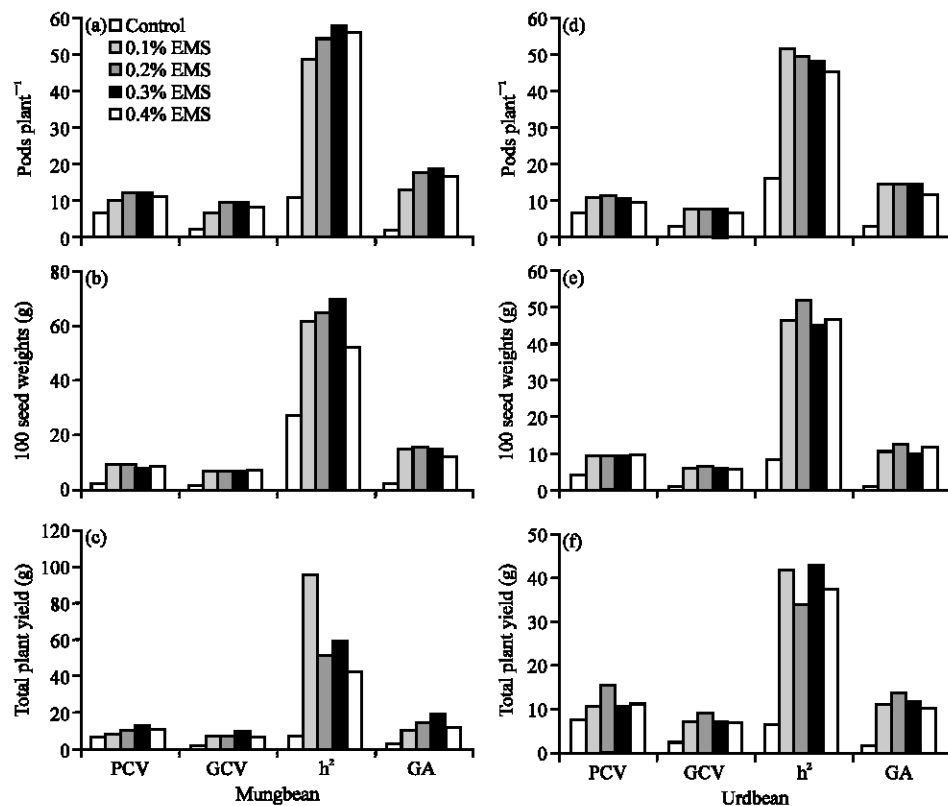 (a)
Control
0.1% EMS
0.2% EMS
0.3% EMS
0.4% EMS
Pods plant⁻¹
60
50
40
30
20
10
0
(d)
Pods plant⁻¹
60
50
40
30
20
10
0
(b)
100 seed weights (g)
80
60
40
20
0
(e)
100 seed weights (g)
60
50
40
30
20
10
0
(c)
Total plant yield (g)
120
100
80
60
40
20
0
PCV GCV h² GA
Mungbean
(f)
Total plant yield (g)
50
40
30
20
10
0
PCV GCV h² GA
Urdbean